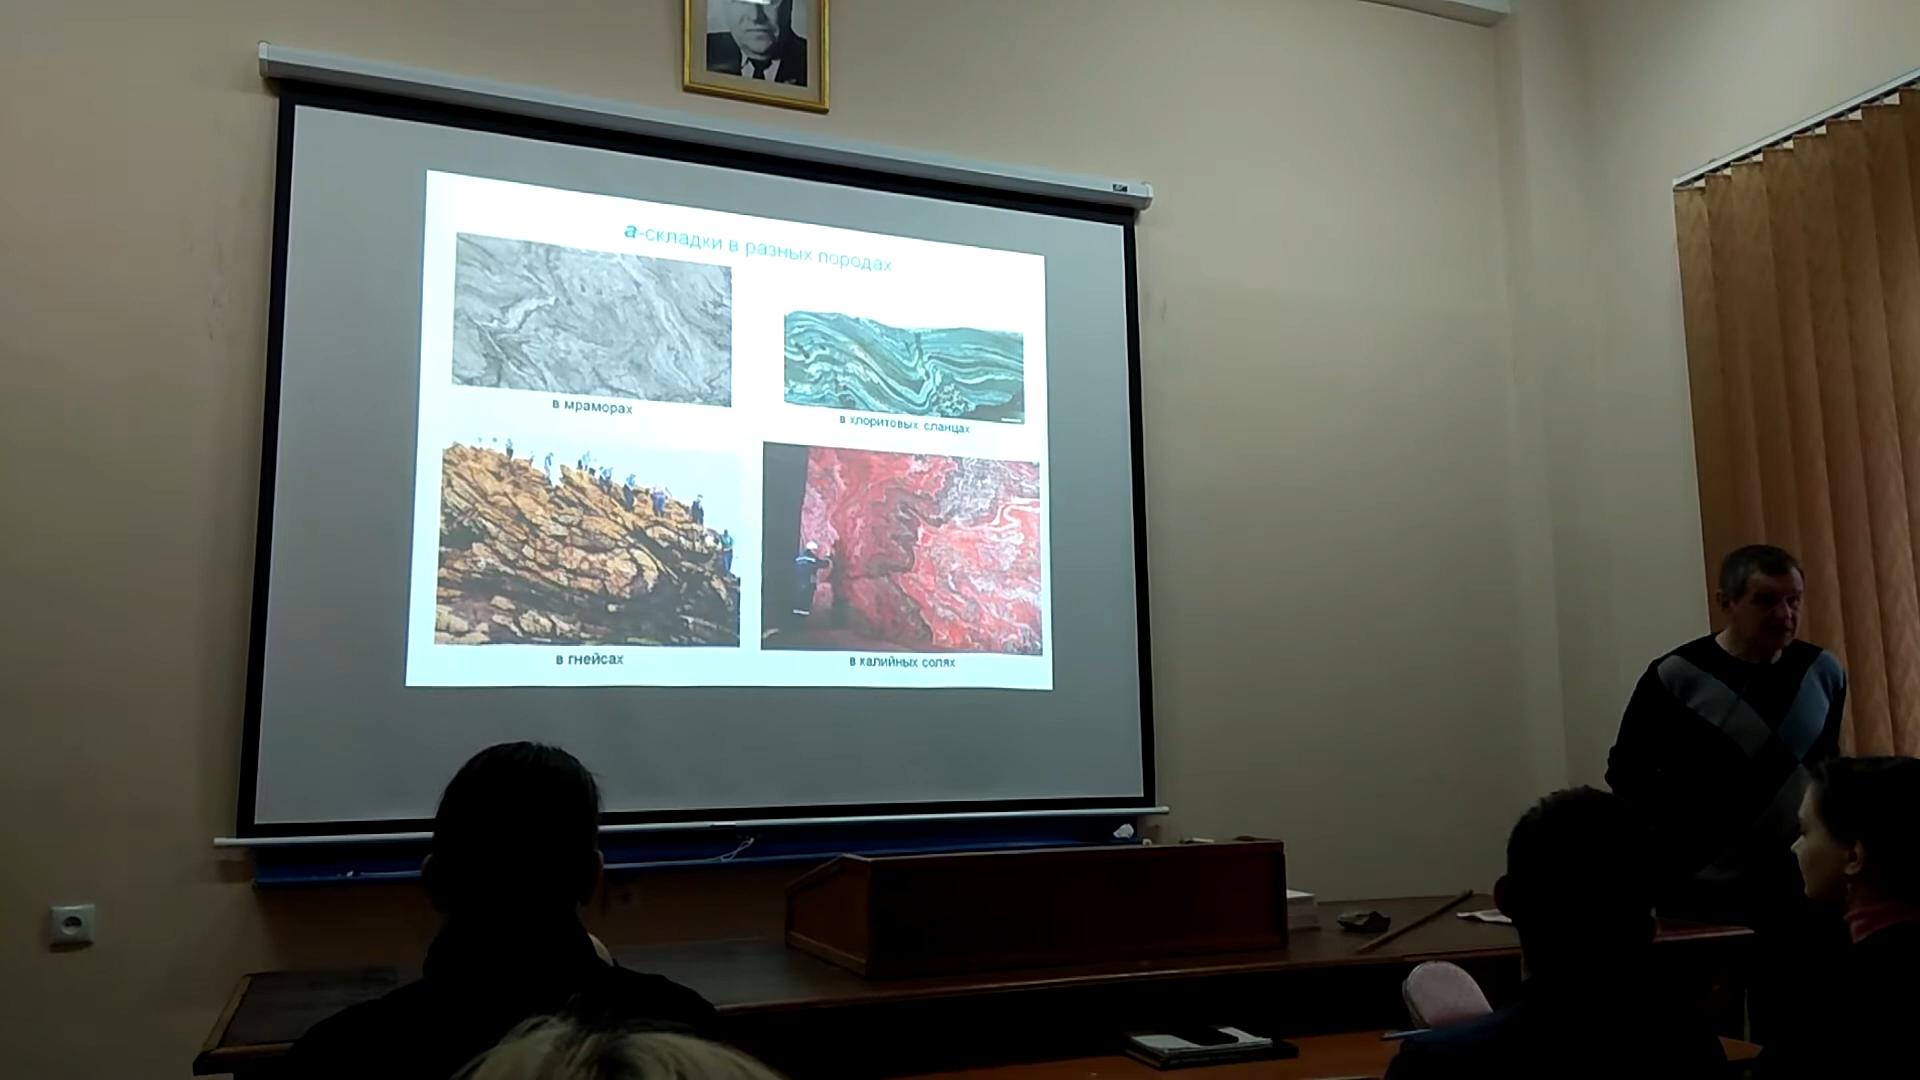 а-складки в разных породах
в мраморах
в хлоритовых сланцах
в гнейсах
в калийных солях